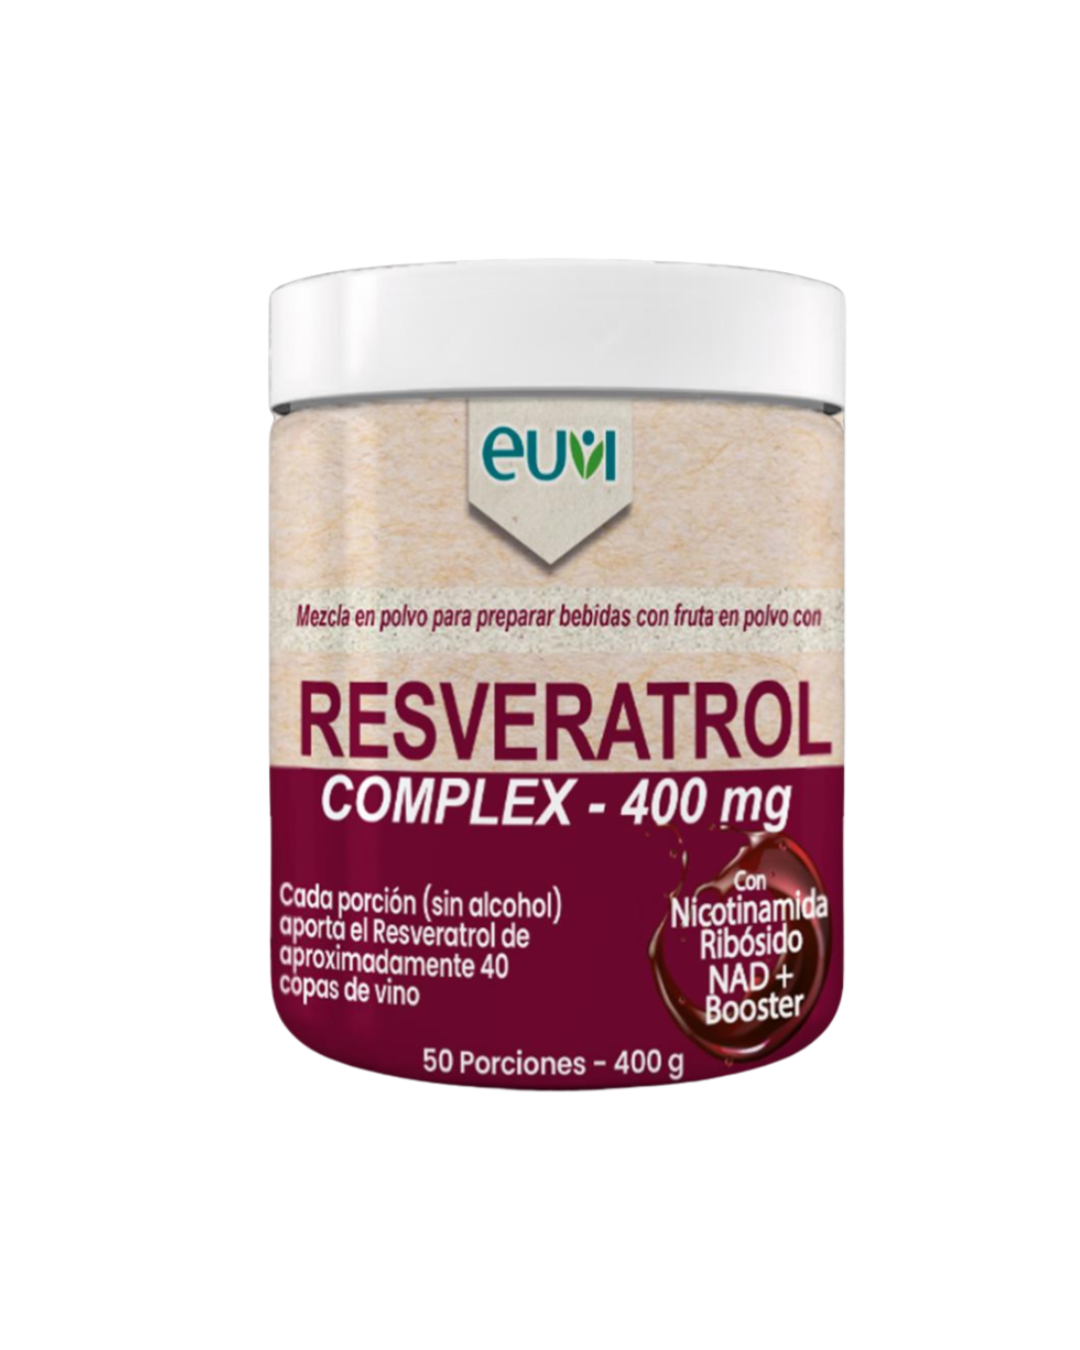 euvi
Mezcla en polvo para preparar bebidas con fruta en polvo con
RESVERATROL
COMPLEX - 400 mg
Cada porción (sin alcohol)
aporta el Resveratrol de
aproximadamente 40
copas de vino
Con
Nicotinamida
Ribósido
NAD +
Booster
50 Porciones - 400 g